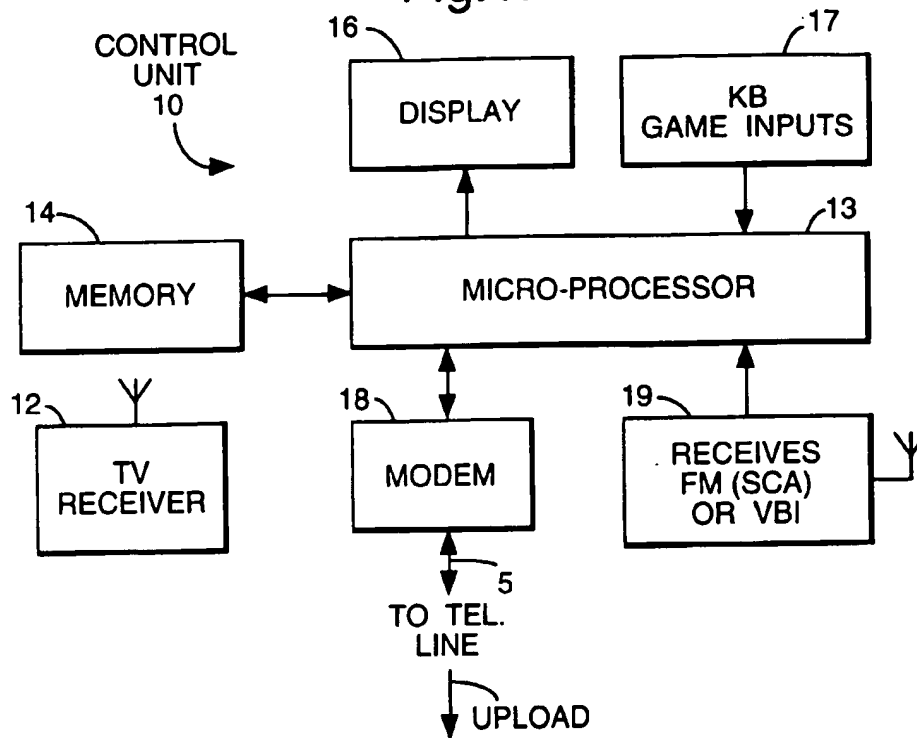 Fig.
CONTROL
UNIT
10
16
DISPLAY
17
KB
GAME INPUTS
14
MEMORY
13
MICRO-PROCESSOR
12
TV
RECEIVER
18
MODEM
19
RECEIVES
FM (SCA)
OR VBI
5
TO TEL.
LINE
UPLOAD